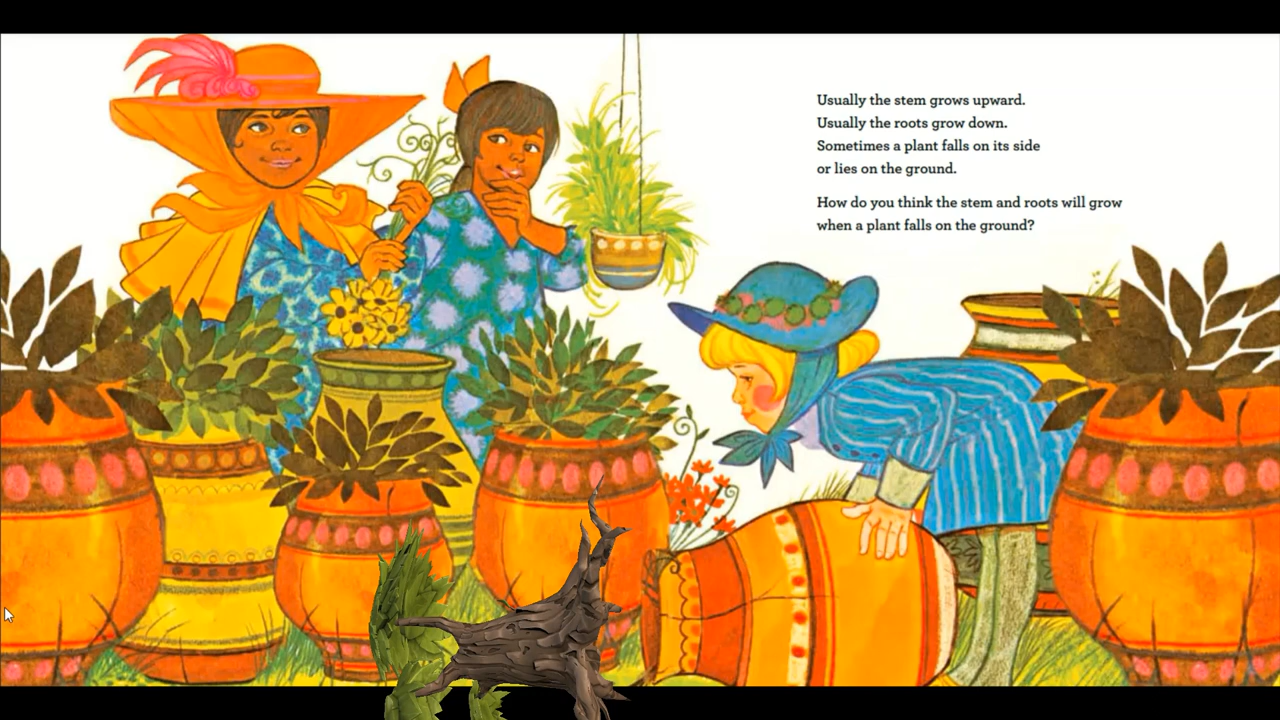 Usually the stem grows upward.
Usually the roots grow down.
Sometimes a plant falls on its side
or lies on the ground.
How do you think the stem and roots will grow
when a plant falls on the ground?